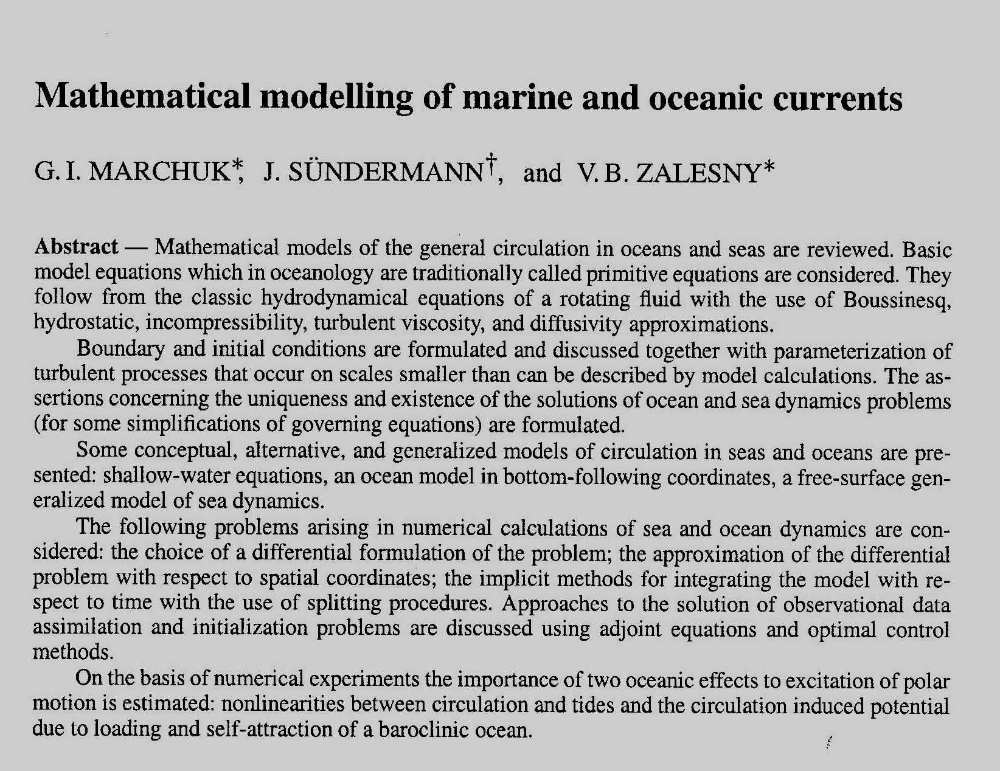 Mathematical modelling of marine and oceanic currents
G. I. MARCHUK*, J. SÜNDERMANN†, and V. B. ZALESNY*
Abstract — Mathematical models of the general circulation in oceans and seas are reviewed. Basic
model equations which in oceanology are traditionally called primitive equations are considered. They
follow from the classic hydrodynamical equations of a rotating fluid with the use of Boussinesq,
hydrostatic, incompressibility, turbulent viscosity, and diffusivity approximations.
Boundary and initial conditions are formulated and discussed together with parameterization of
turbulent processes that occur on scales smaller than can be described by model calculations. The as-
sertions concerning the uniqueness and existence of the solutions of ocean and sea dynamics problems
(for some simplifications of governing equations) are formulated.
Some conceptual, alternative, and generalized models of circulation in seas and oceans are pre-
sented: shallow-water equations, an ocean model in bottom-following coordinates, a free-surface gen-
eralized model of sea dynamics.
The following problems arising in numerical calculations of sea and ocean dynamics are con-
sidered: the choice of a differential formulation of the problem; the approximation of the differential
problem with respect to spatial coordinates; the implicit methods for integrating the model with re-
spect to time with the use of splitting procedures. Approaches to the solution of observational data
assimilation and initialization problems are discussed using adjoint equations and optimal control
methods.
On the basis of numerical experiments the importance of two oceanic effects to excitation of polar
motion is estimated: nonlinearities between circulation and tides and the circulation induced potential
due to loading and self-attraction of a baroclinic ocean.